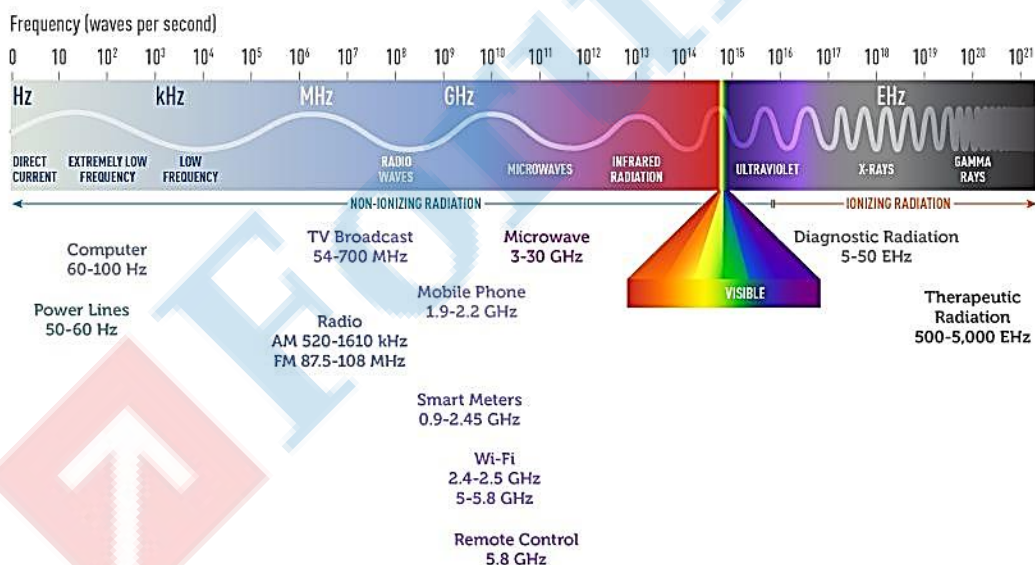 Frequency (waves per second)
0 10 10² 10³ 10⁴ 10⁵ 10⁶ 10⁷ 10⁸ 10⁹ 10¹⁰ 10¹¹ 10¹² 10¹³ 10¹⁴ 10¹⁵ 10¹⁶ 10¹⁷ 10¹⁸ 10¹⁹ 10²⁰ 10²¹
Hz kHz MHz GHz EHz
DIRECT
CURRENT
EXTREMELY LOW
FREQUENCY
LOW
FREQUENCY
RADIO
WAVES
MICROWAVES
INFRARED
RADIATION
ULTRAVIOLET
X-RAYS
GAMMA
RAYS
NON-IONIZING RADIATION
IONIZING RADIATION
Computer
60-100 Hz
TV Broadcast
54-700 MHz
Microwave
3-30 GHz
Diagnostic Radiation
5-50 EHz
Power Lines
50-60 Hz
Mobile Phone
1.9-2.2 GHz
VISIBLE
Therapeutic
Radiation
500-5,000 EHz
Radio
AM 520-1610 kHz
FM 87.5-108 MHz
Smart Meters
0.9-2.45 GHz
Wi-Fi
2.4-2.5 GHz
5-5.8 GHz
Remote Control
5.8 GHz